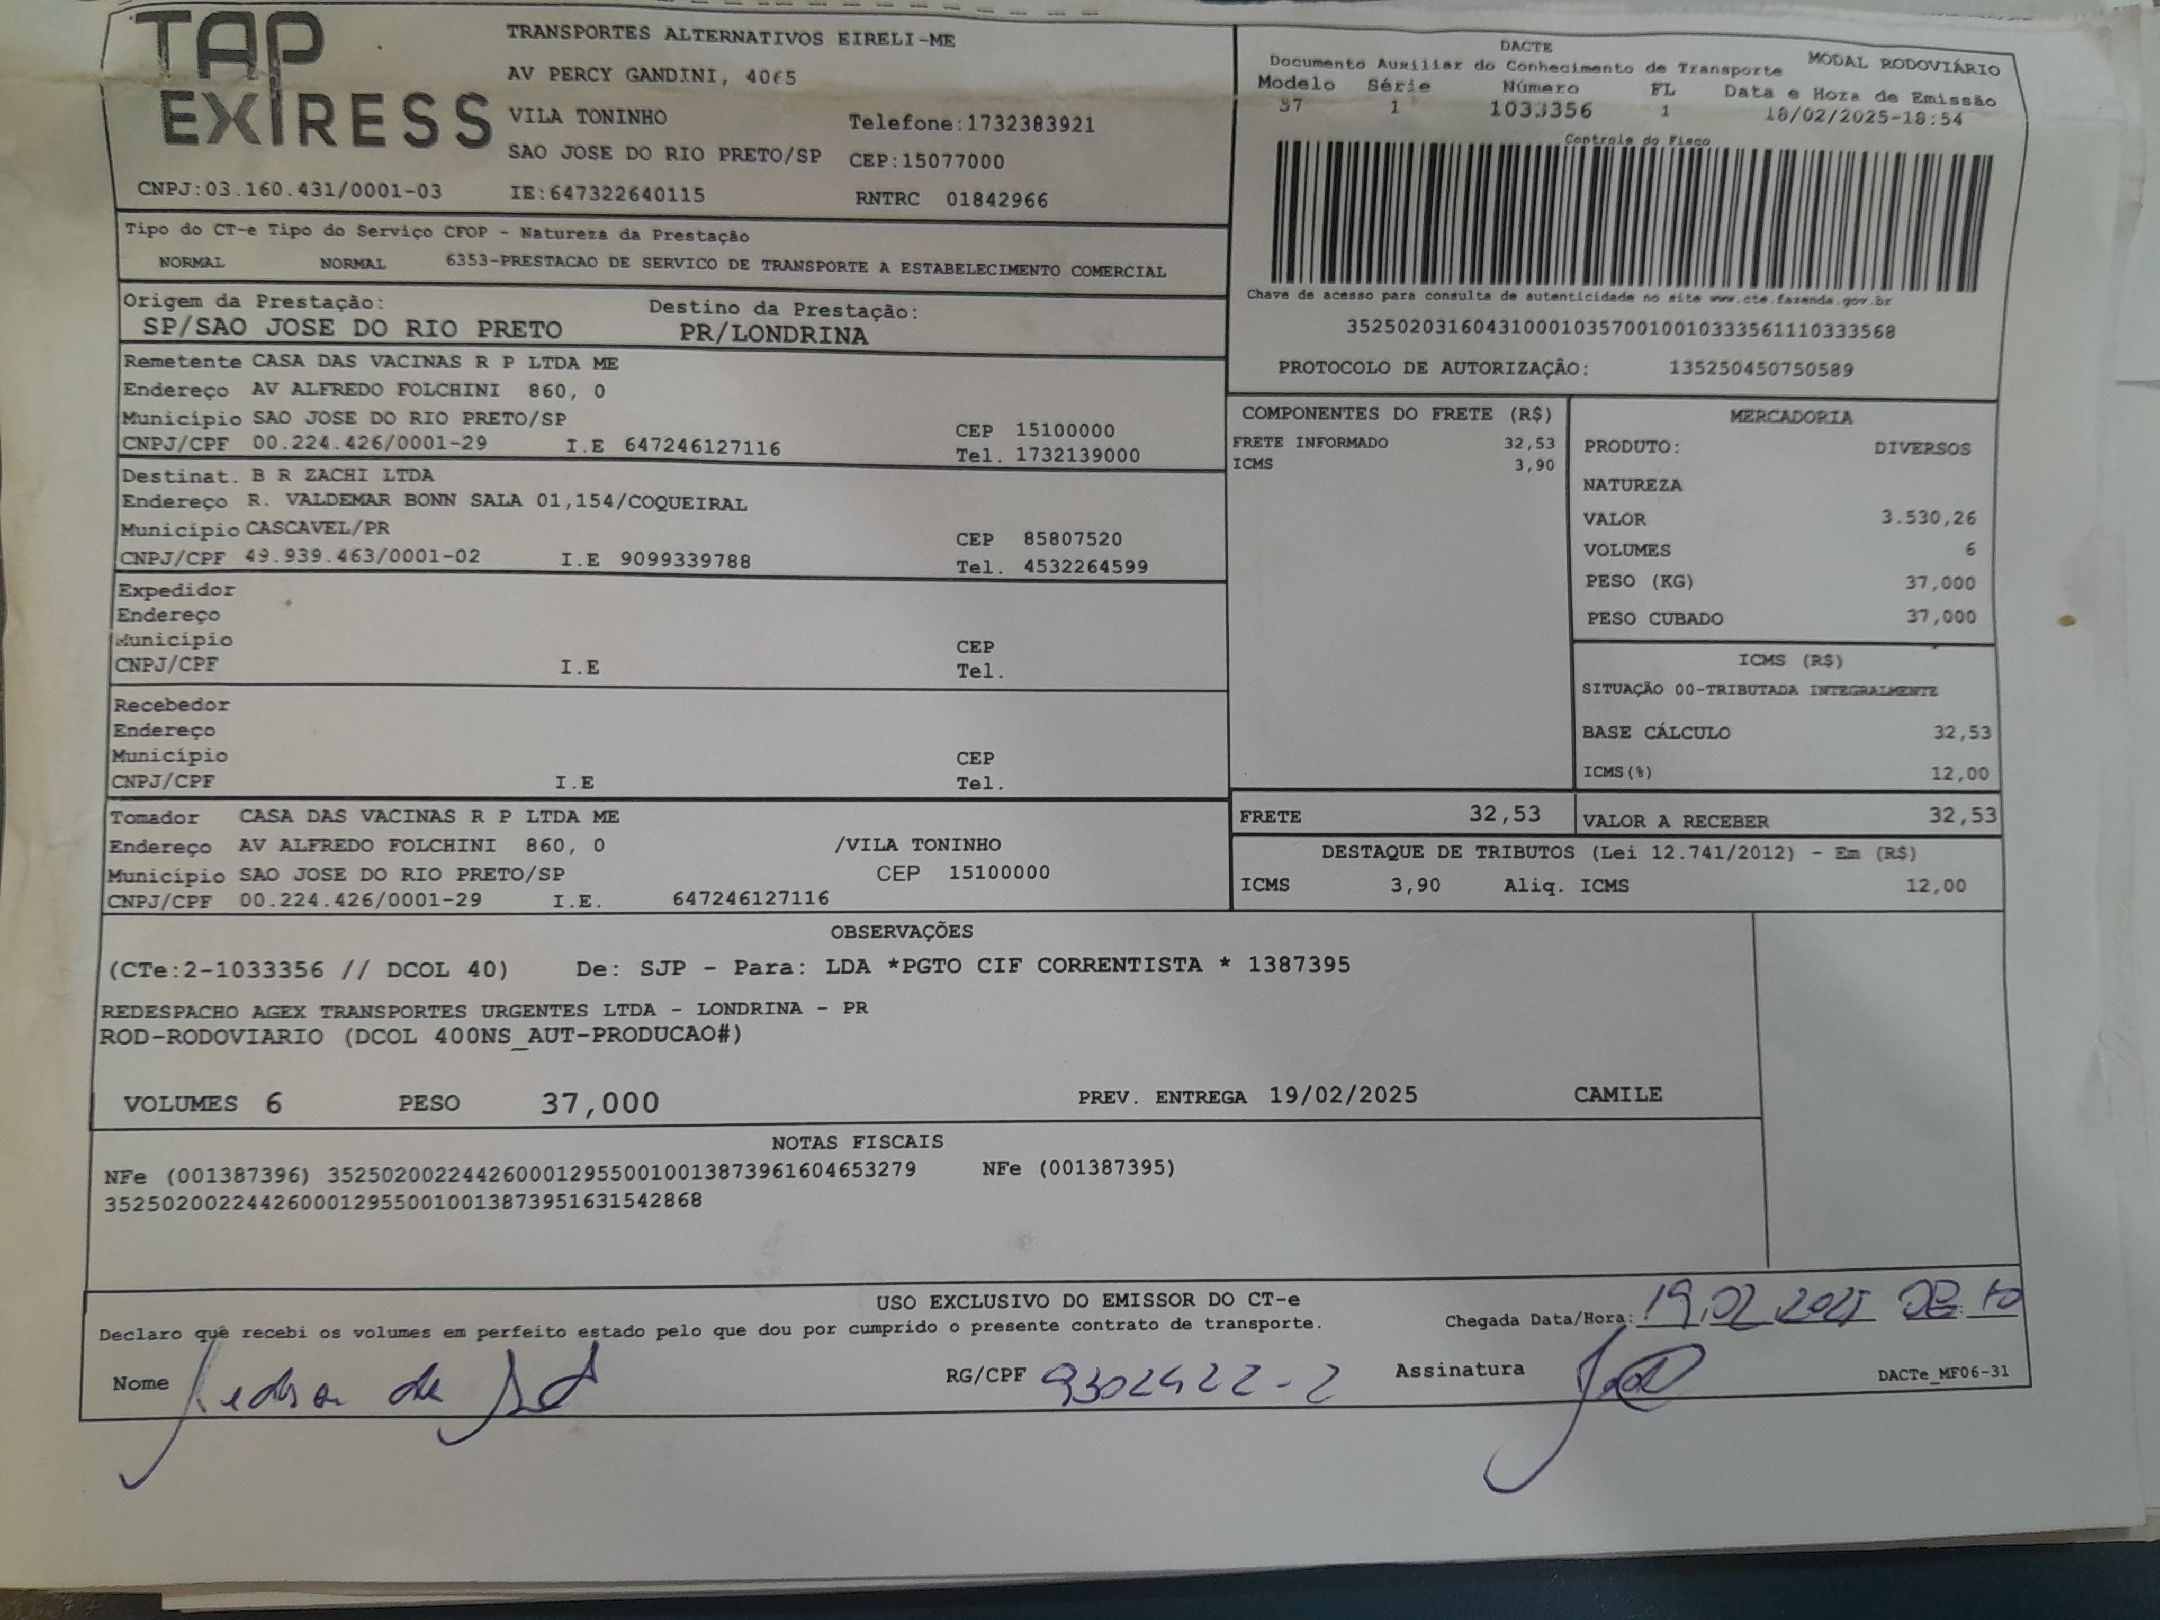 TAP
EXPRESS
TRANSPORTES ALTERNATIVOS EIRELI-ME
AV PERCY GANDINI, 4065
VILA TONINHO Telefone:1732383921
SAO JOSE DO RIO PRETO/SP CEP:15077000
CNPJ:03.160.431/0001-03 IE:647322640115 RNTRC 01842966
DACTE
Documento Auxiliar do Conhecimento de Transporte MODAL RODOVIÁRIO
Modelo Série Número FL Data e Hora de Emissão
57 1 1033356 1 18/02/2025-18:54
Controle do Fisco
Chave de acesso para consulta de autenticidade no site www.cte.fazenda.gov.br
35250203160431000103570010010333561110333568
PROTOCOLO DE AUTORIZAÇÂO: 135250450750589
Tipo do CT-e Tipo do Serviço CFOP - Natureza da Prestação
NORMAL NORMAL 6353-PRESTACAO DE SERVICO DE TRANSPORTE A ESTABELECIMENTO COMERCIAL
Origem da Prestação: Destino da Prestação:
SP/SAO JOSE DO RIO PRETO PR/LONDRINA
Remetente CASA DAS VACINAS R P LTDA ME
Endereço AV ALFREDO FOLCHINI 860, 0
Município SAO JOSE DO RIO PRETO/SP CEP 15100000
CNPJ/CPF 00.224.426/0001-29 I.E 647246127116 Tel. 1732139000
Destinat. B R ZACHI LTDA
Endereço R. VALDEMAR BONN SALA 01,154/COQUEIRAL
Município CASCAVEL/PR CEP 85807520
CNPJ/CPF 49.939.463/0001-02 I.E 9099339788 Tel. 4532264599
Expedidor
Endereço
Município CEP
CNPJ/CPF I.E Tel.
Recebedor
Endereço
Município CEP
CNPJ/CPF I.E Tel.
Tomador CASA DAS VACINAS R P LTDA ME
Endereço AV ALFREDO FOLCHINI 860, 0 /VILA TONINHO
Município SAO JOSE DO RIO PRETO/SP CEP 15100000
CNPJ/CPF 00.224.426/0001-29 I.E. 647246127116
COMPONENTES DO FRETE (R$)
FRETE INFORMADO 32,53
ICMS 3,90
MERCADORIA
PRODUTO: DIVERSOS
NATUREZA
VALOR 3.530,26
VOLUMES 6
PESO (KG) 37,000
PESO CUBADO 37,000
ICMS (R$)
SITUAÇÃO 00-TRIBUTADA INTEGRALMENTE
BASE CÁLCULO 32,53
ICMS(%) 12,00
FRETE 32,53 VALOR A RECEBER 32,53
DESTAQUE DE TRIBUTOS (Lei 12.741/2012) - Em (R$)
ICMS 3,90 Aliq. ICMS 12,00
OBSERVAÇÕES
(CTe:2-1033356 // DCOL 40) De: SJP - Para: LDA *PGTO CIF CORRENTISTA * 1387395
REDESPACHO AGEX TRANSPORTES URGENTES LTDA - LONDRINA - PR
ROD-RODOVIARIO (DCOL 400NS_AUT-PRODUCAO#)
VOLUMES 6 PESO 37,000 PREV. ENTREGA 19/02/2025 CAMILE
NOTAS FISCAIS
NFe (001387396) 35250200224426000129550010013873961604653279 NFe (001387395)
35250200224426000129550010013873951631542868
USO EXCLUSIVO DO EMISSOR DO CT-e
Declaro que recebi os volumes em perfeito estado pelo que dou por cumprido o presente contrato de transporte. Chegada Data/Hora: 19.02.2025 08:10
Nome de RG/CPF 9302422-2 Assinatura DACTe_MF06-31